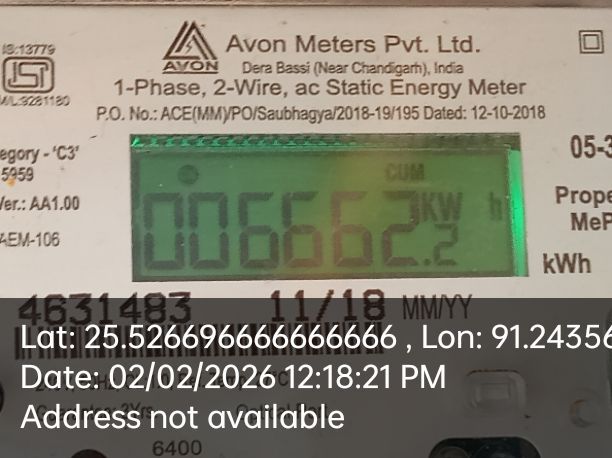 IS:13779
AVON
Avon Meters Pvt. Ltd.
Dera Bassi (Near Chandigarh), India
1-Phase, 2-Wire, ac Static Energy Meter
P.O. No.: ACE(MM)/PO/Saubhagya/2018-19/195 Dated: 12-10-2018
M/L:9281180
egory - 'C3'
5959
Ver.: AA1.00
AEM-106
CUM
006662.2 KW h
05-3
Prope
MeP
kWh
4631483 11/18 MM/YY
Lat: 25.526696666666666 , Lon: 91.24356
Date: 02/02/2026 12:18:21 PM
Address not available
6400